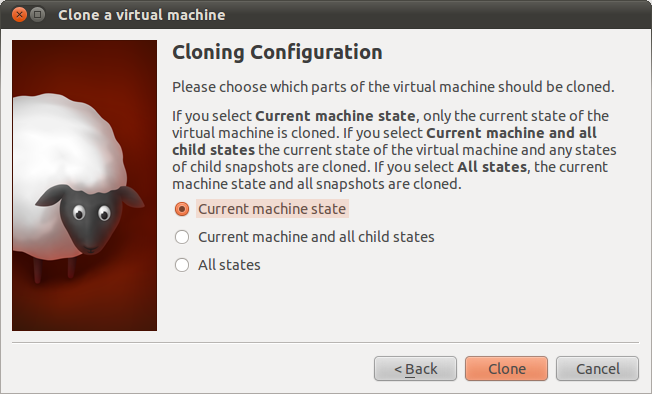 Clone a virtual machine
Cloning Configuration
Please choose which parts of the virtual machine should be cloned.
If you select Current machine state, only the current state of the
virtual machine is cloned. If you select Current machine and all
child states the current state of the virtual machine and any states
of child snapshots are cloned. If you select All states, the current
machine state and all snapshots are cloned.
Current machine state
Current machine and all child states
All states
< Back
Clone
Cancel